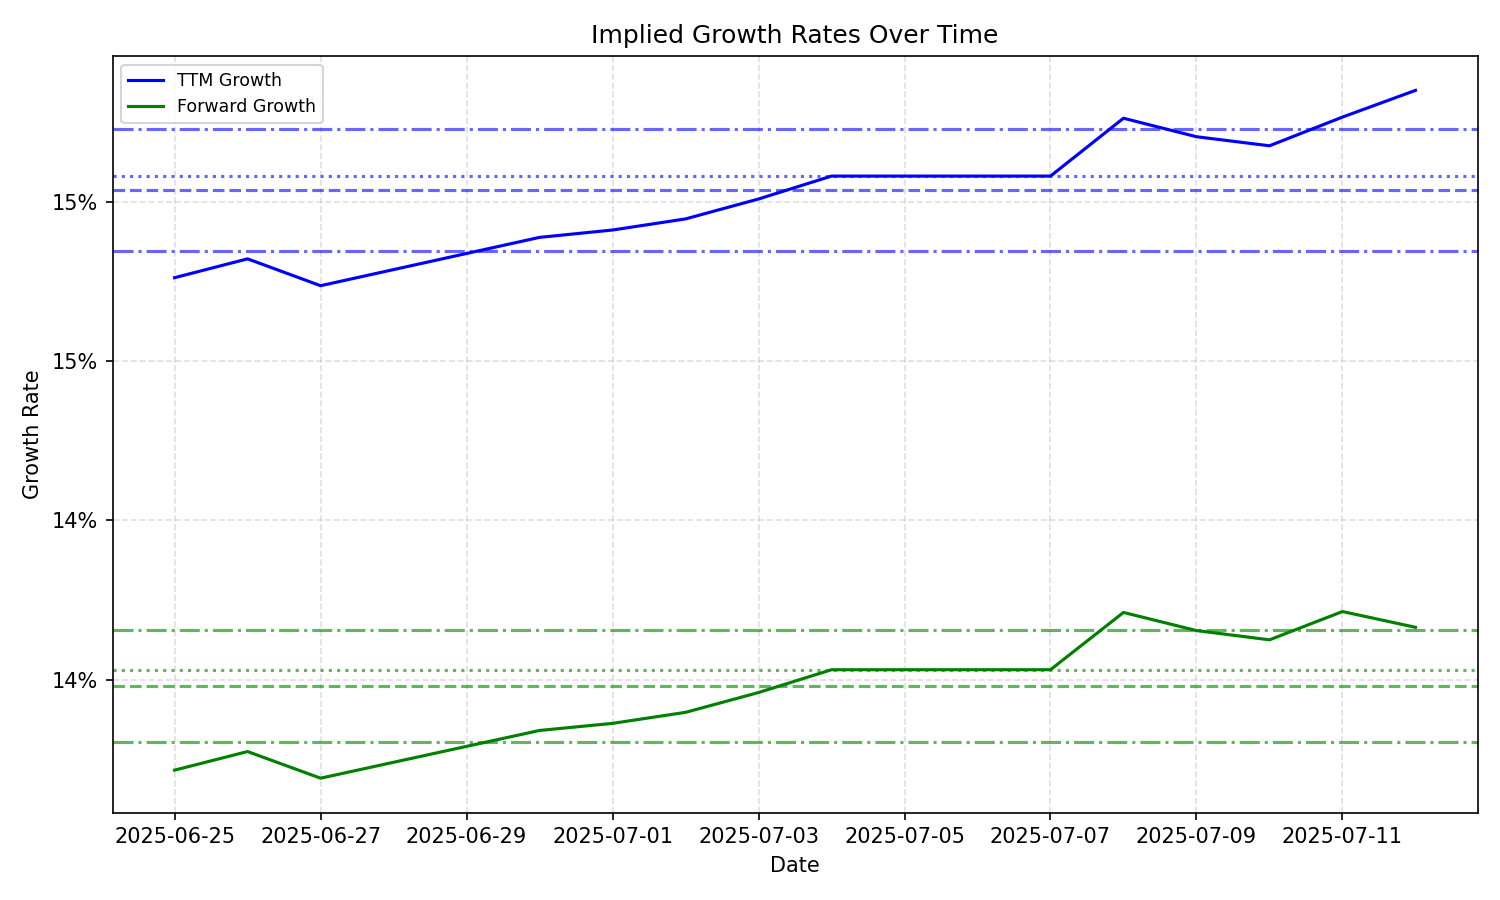 Implied Growth Rates Over Time
TTM Growth
Forward Growth
15%
15%
14%
14%
Growth Rate
2025-06-25 2025-06-27 2025-06-29 2025-07-01 2025-07-03 2025-07-05 2025-07-07 2025-07-09 2025-07-11
Date